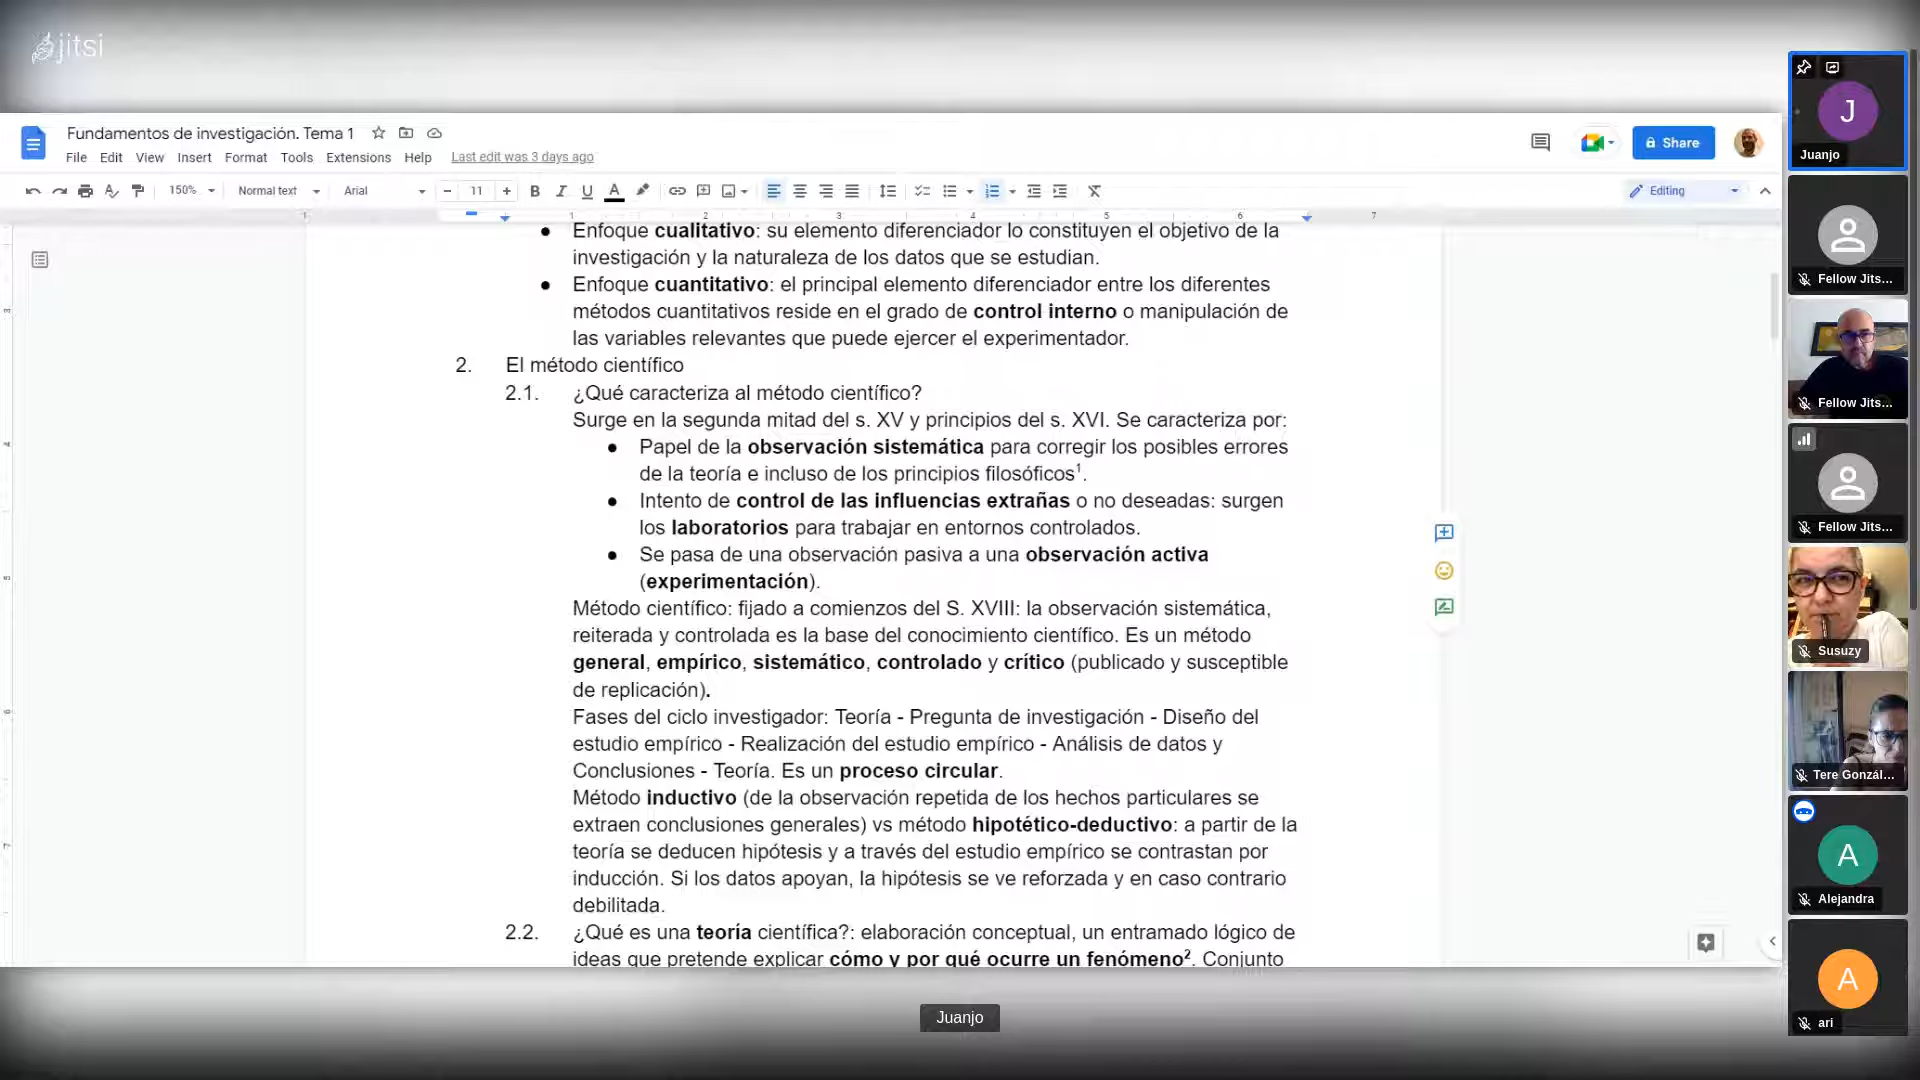 jitsi
Fundamentos de investigación. Tema 1
File Edit View Insert Format Tools Extensions Help Last edit was 3 days ago
Share
150% Normal text Arial 11 Editing
1 1 2 3 4 5 6 7
● Enfoque cualitativo: su elemento diferenciador lo constituyen el objetivo de la
investigación y la naturaleza de los datos que se estudian.
● Enfoque cuantitativo: el principal elemento diferenciador entre los diferentes
métodos cuantitativos reside en el grado de control interno o manipulación de
las variables relevantes que puede ejercer el experimentador.
2. El método científico
2.1. ¿Qué caracteriza al método científico?
Surge en la segunda mitad del s. XV y principios del s. XVI. Se caracteriza por:
● Papel de la observación sistemática para corregir los posibles errores
de la teoría e incluso de los principios filosóficos¹.
● Intento de control de las influencias extrañas o no deseadas: surgen
los laboratorios para trabajar en entornos controlados.
● Se pasa de una observación pasiva a una observación activa
(experimentación).
Método científico: fijado a comienzos del S. XVIII: la observación sistemática,
reiterada y controlada es la base del conocimiento científico. Es un método
general, empírico, sistemático, controlado y crítico (publicado y susceptible
de replicación).
Fases del ciclo investigador: Teoría - Pregunta de investigación - Diseño del
estudio empírico - Realización del estudio empírico - Análisis de datos y
Conclusiones - Teoría. Es un proceso circular.
Método inductivo (de la observación repetida de los hechos particulares se
extraen conclusiones generales) vs método hipotético-deductivo: a partir de la
teoría se deducen hipótesis y a través del estudio empírico se contrastan por
inducción. Si los datos apoyan, la hipótesis se ve reforzada y en caso contrario
debilitada.
2.2. ¿Qué es una teoría científica?: elaboración conceptual, un entramado lógico de
ideas que pretende explicar cómo y por qué ocurre un fenómeno². Conjunto
Juanjo
J
Juanjo
Fellow Jits...
Fellow Jits...
Fellow Jits...
Susuzy
Tere Gonzál...
A
Alejandra
A
ari